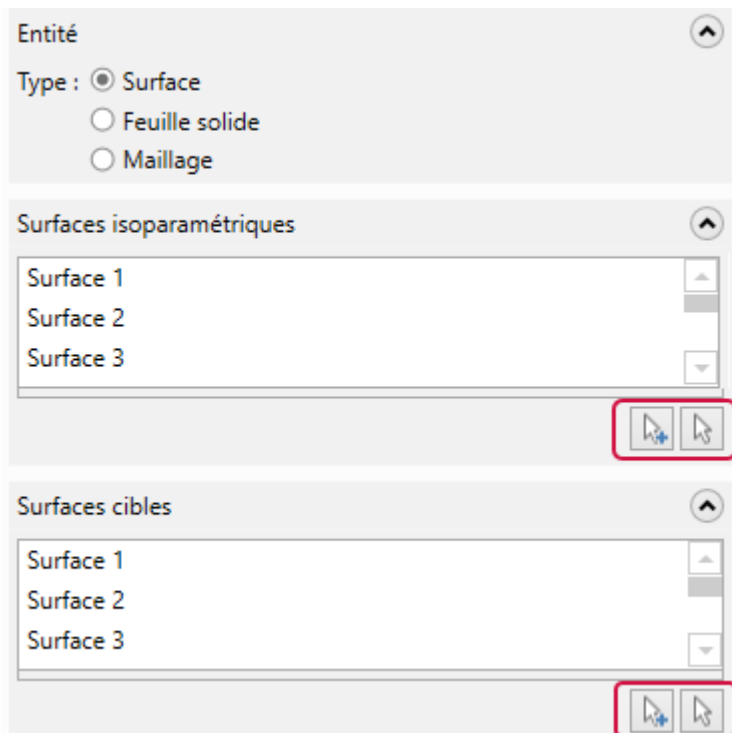 Entité
Type : Surface
Feuille solide
Maillage
Surfaces isoparamétriques
Surface 1
Surface 2
Surface 3
Surfaces cibles
Surface 1
Surface 2
Surface 3